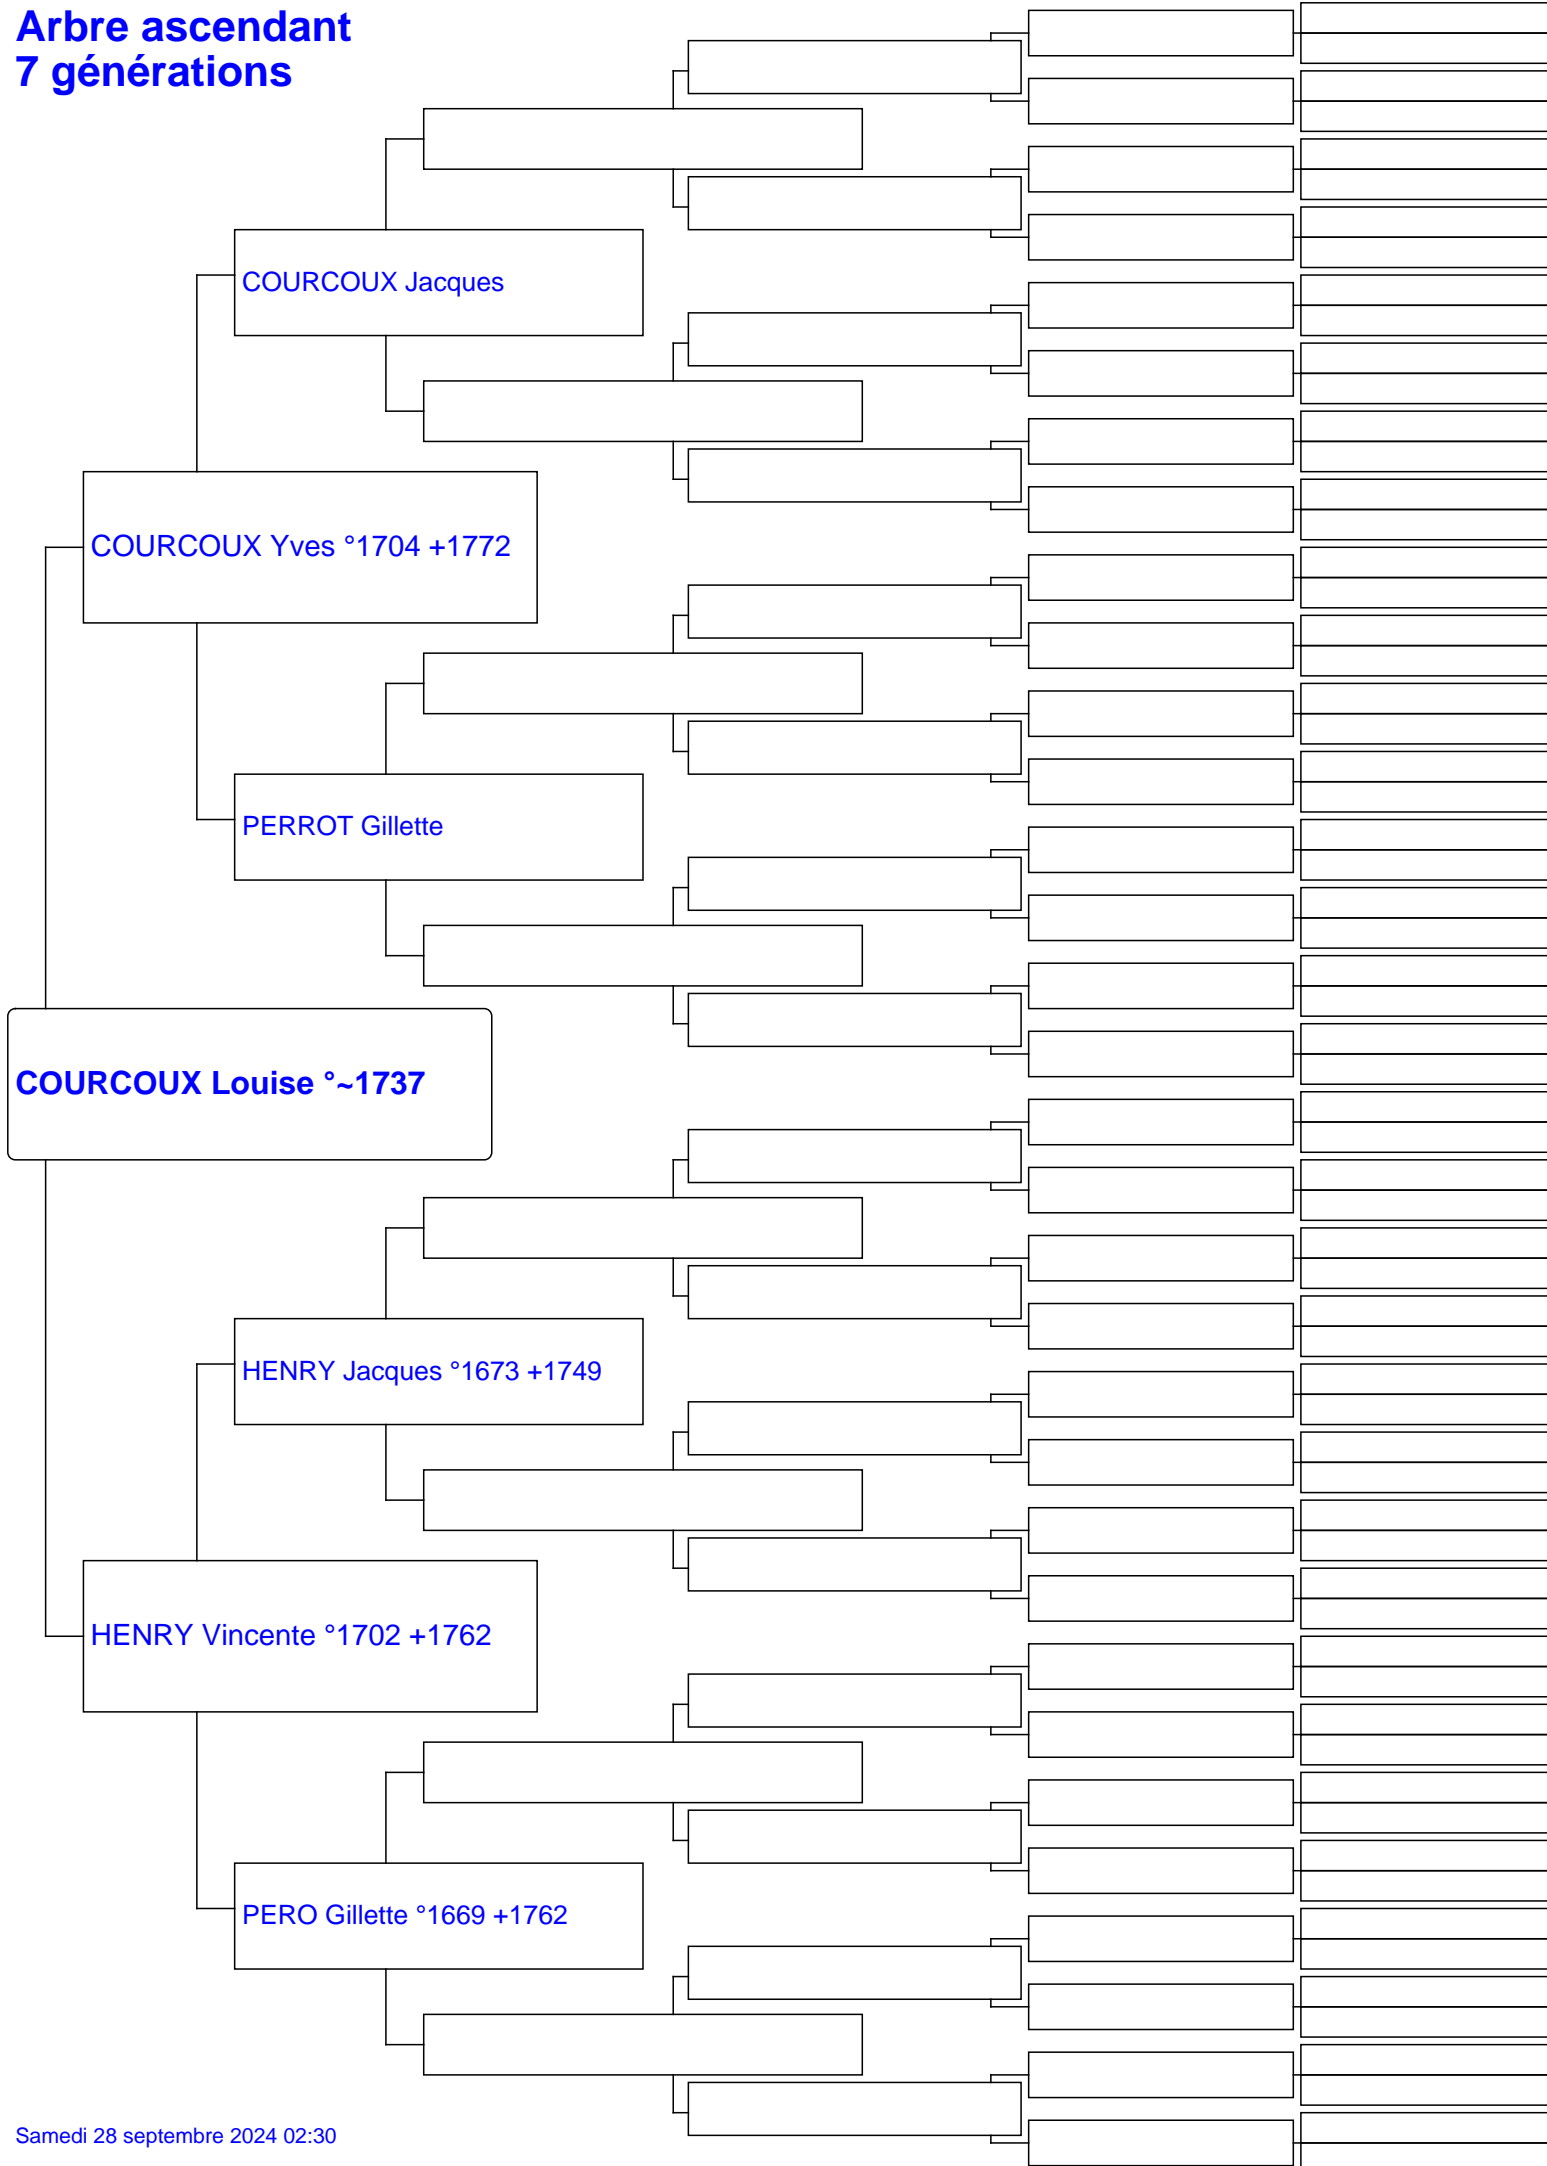 Arbre ascendant
7 générations
COURCOUX Jacques
COURCOUX Yves °1704 +1772
PERROT Gillette
COURCOUX Louise °~1737
HENRY Jacques °1673 +1749
HENRY Vincente °1702 +1762
PERO Gillette °1669 +1762
Samedi 28 septembre 2024 02:30